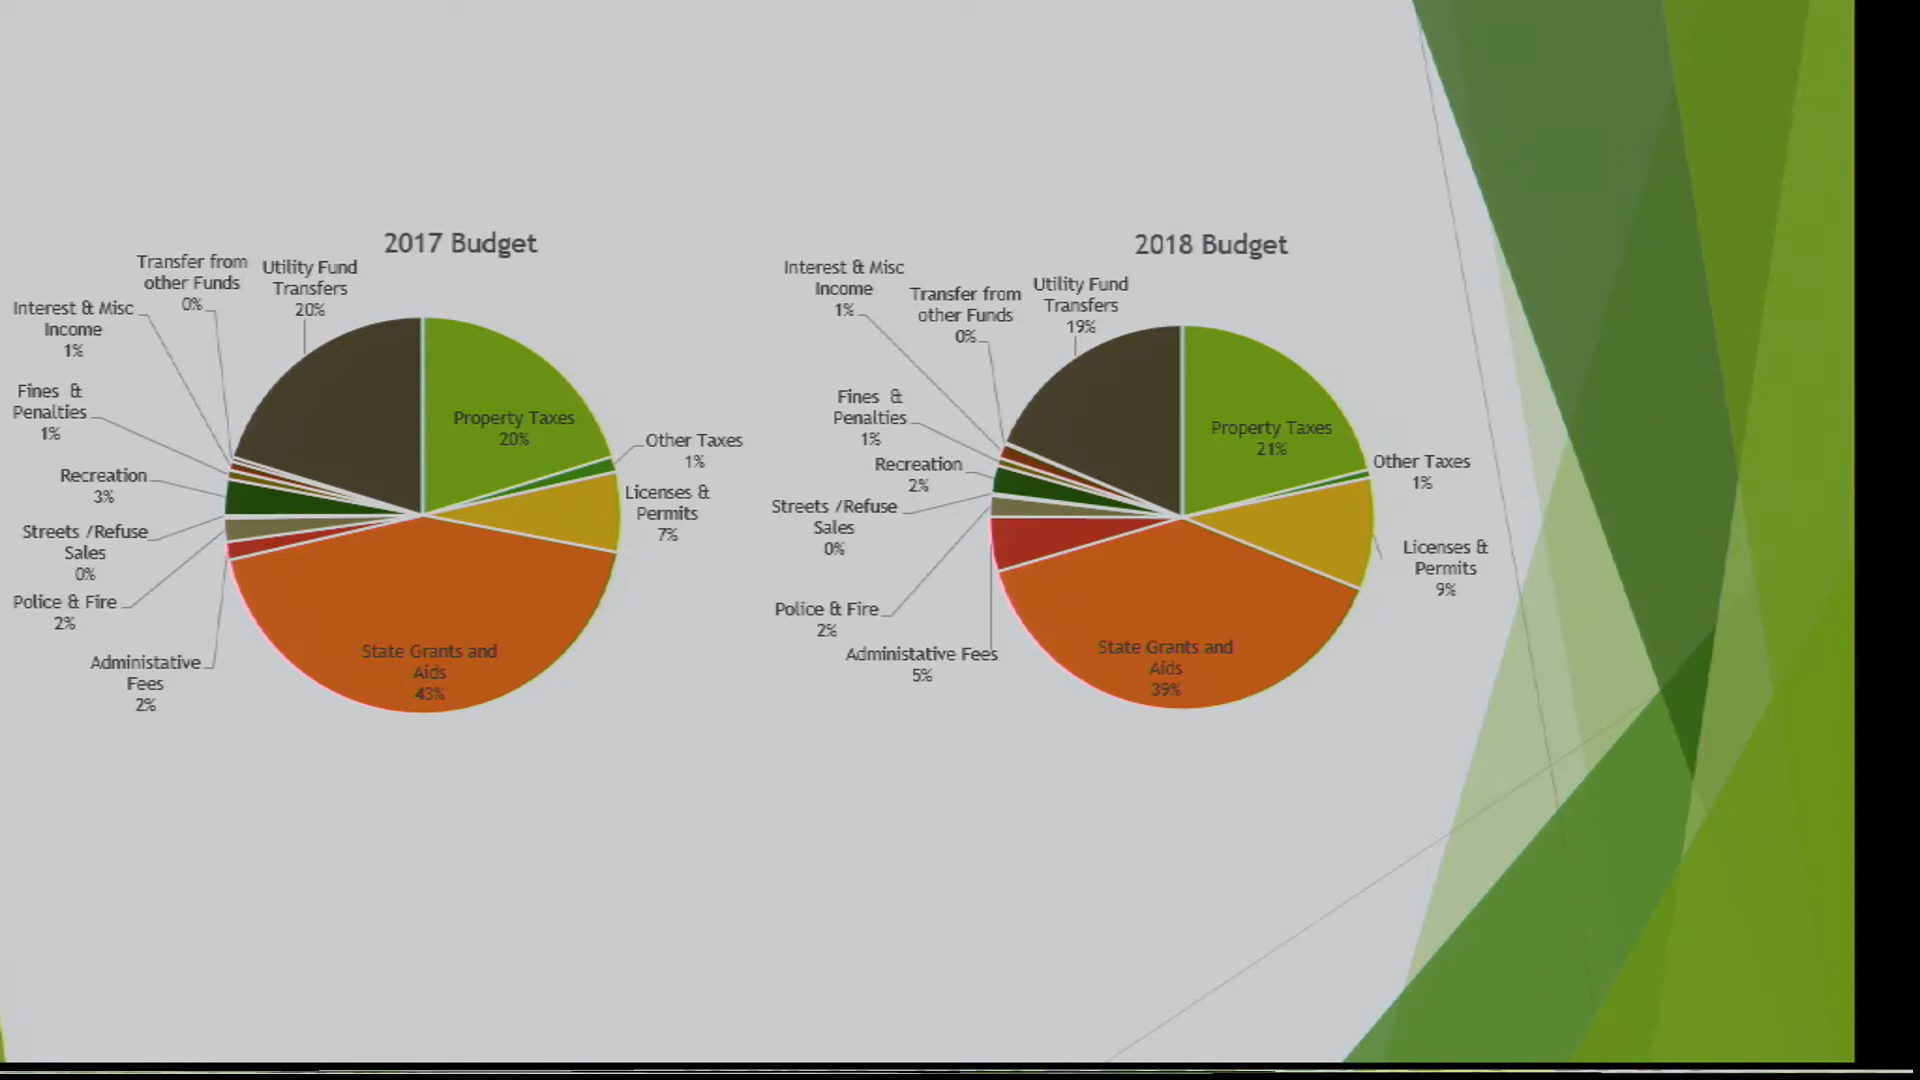 2017 Budget
Transfer from
other Funds
0%
Utility Fund
Transfers
20%
Interest & Misc
Income
1%
Fines &
Penalties
1%
Recreation
3%
Streets /Refuse
Sales
0%
Police & Fire
2%
Administative
Fees
2%
Property Taxes
20%
Other Taxes
1%
Licenses &
Permits
7%
State Grants and
Aids
43%
2018 Budget
Interest & Misc
Income
1%
Transfer from
other Funds
0%
Utility Fund
Transfers
19%
Fines &
Penalties
1%
Recreation
2%
Streets /Refuse
Sales
0%
Police & Fire
2%
Administative Fees
5%
Property Taxes
21%
Other Taxes
1%
Licenses &
Permits
9%
State Grants and
Aids
39%